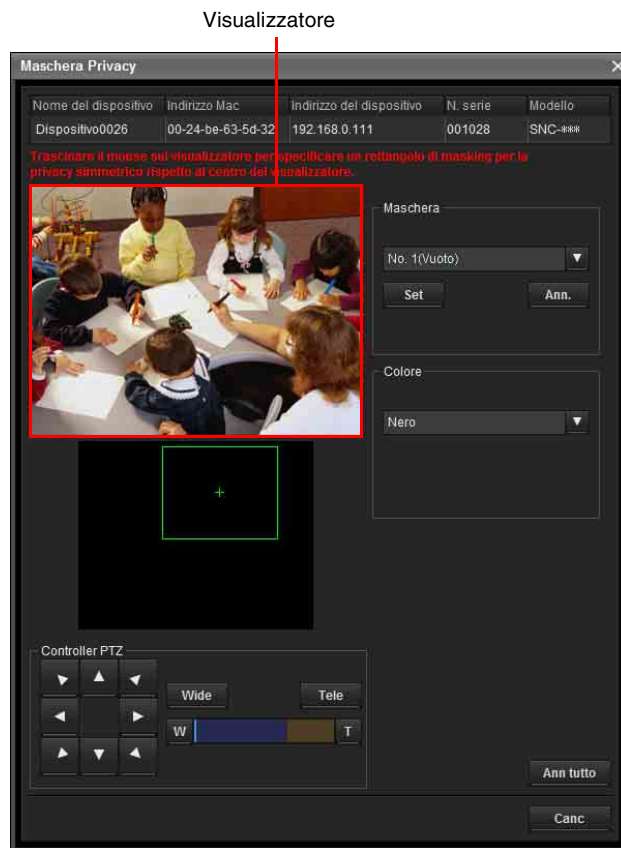 Visualizzatore
Maschera Privacy
Nome del dispositivo Indirizzo Mac Indirizzo del dispositivo N. serie Modello
Dispositivo0026 00-24-be-63-5d-32 192.168.0.111 001028 SNC-***
Trascinare il mouse sul visualizzatore per specificare un rettangolo di masking per la
privacy simmetrico rispetto al centro del visualizzatore.
Maschera
No. 1(Vuoto)
Set Ann.
Colore
Nero
Controller PTZ
Wide Tele
W T
Ann tutto
Canc